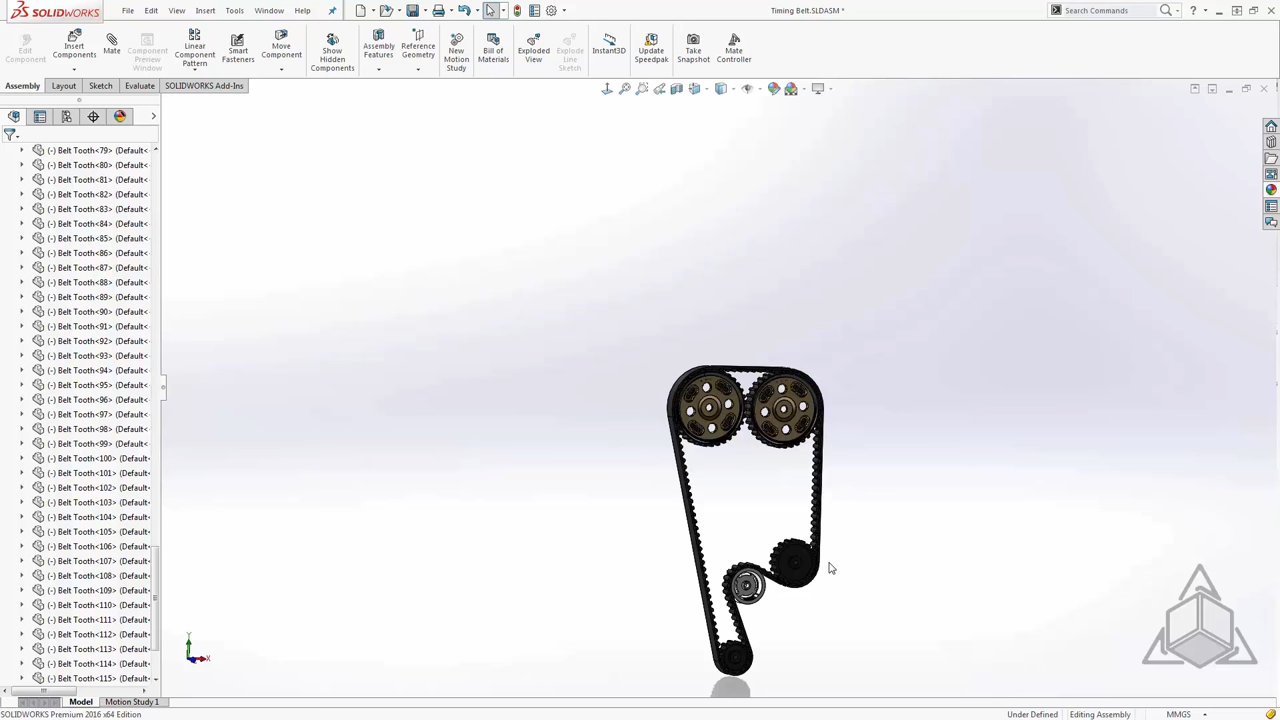 SOLIDWORKS
File Edit View Insert Tools Window Help
Timing Belt.SLDASM *
Search Commands
Edit Component
Insert Components
Mate
Component Preview Window
Linear Component Pattern
Smart Fasteners
Move Component
Show Hidden Components
Assembly Features
Reference Geometry
New Motion Study
Bill of Materials
Exploded View
Explode Line Sketch
Instant3D
Update Speedpak
Take Snapshot
Mate Controller
Assembly Layout Sketch Evaluate SOLIDWORKS Add-Ins
(-) Belt Tooth<79> (Default<
(-) Belt Tooth<80> (Default<
(-) Belt Tooth<81> (Default<
(-) Belt Tooth<82> (Default<
(-) Belt Tooth<83> (Default<
(-) Belt Tooth<84> (Default<
(-) Belt Tooth<85> (Default<
(-) Belt Tooth<86> (Default<
(-) Belt Tooth<87> (Default<
(-) Belt Tooth<88> (Default<
(-) Belt Tooth<89> (Default<
(-) Belt Tooth<90> (Default<
(-) Belt Tooth<91> (Default<
(-) Belt Tooth<92> (Default<
(-) Belt Tooth<93> (Default<
(-) Belt Tooth<94> (Default<
(-) Belt Tooth<95> (Default<
(-) Belt Tooth<96> (Default<
(-) Belt Tooth<97> (Default<
(-) Belt Tooth<98> (Default<
(-) Belt Tooth<99> (Default<
(-) Belt Tooth<100> (Default
(-) Belt Tooth<101> (Default
(-) Belt Tooth<102> (Default
(-) Belt Tooth<103> (Default
(-) Belt Tooth<104> (Default
(-) Belt Tooth<105> (Default
(-) Belt Tooth<106> (Default
(-) Belt Tooth<107> (Default
(-) Belt Tooth<108> (Default
(-) Belt Tooth<109> (Default
(-) Belt Tooth<110> (Default
(-) Belt Tooth<111> (Default
(-) Belt Tooth<112> (Default
(-) Belt Tooth<113> (Default
(-) Belt Tooth<114> (Default
(-) Belt Tooth<115> (Default
Y
X
Model Motion Study 1
SOLIDWORKS Premium 2016 x64 Edition
Under Defined Editing Assembly MMGS